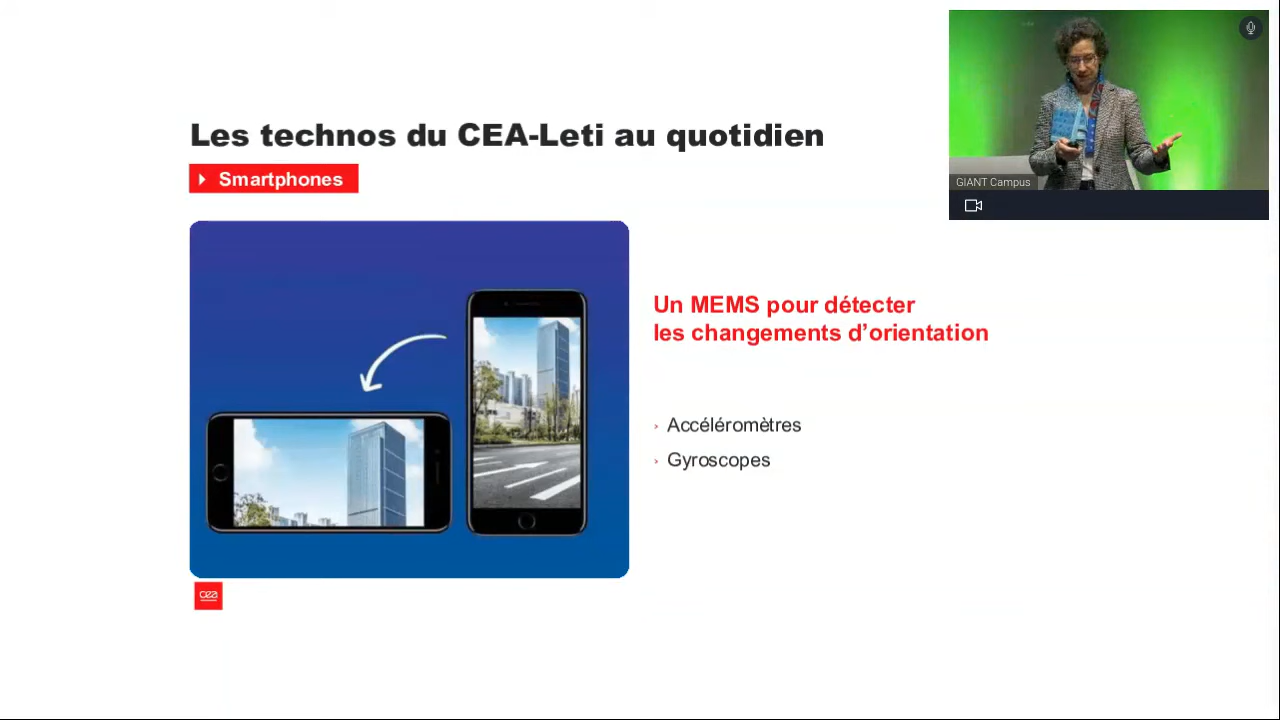 Les technos du CEA-Leti au quotidien
Smartphones
GIANT Campus
Un MEMS pour détecter
les changements d’orientation
› Accéléromètres
› Gyroscopes
cea